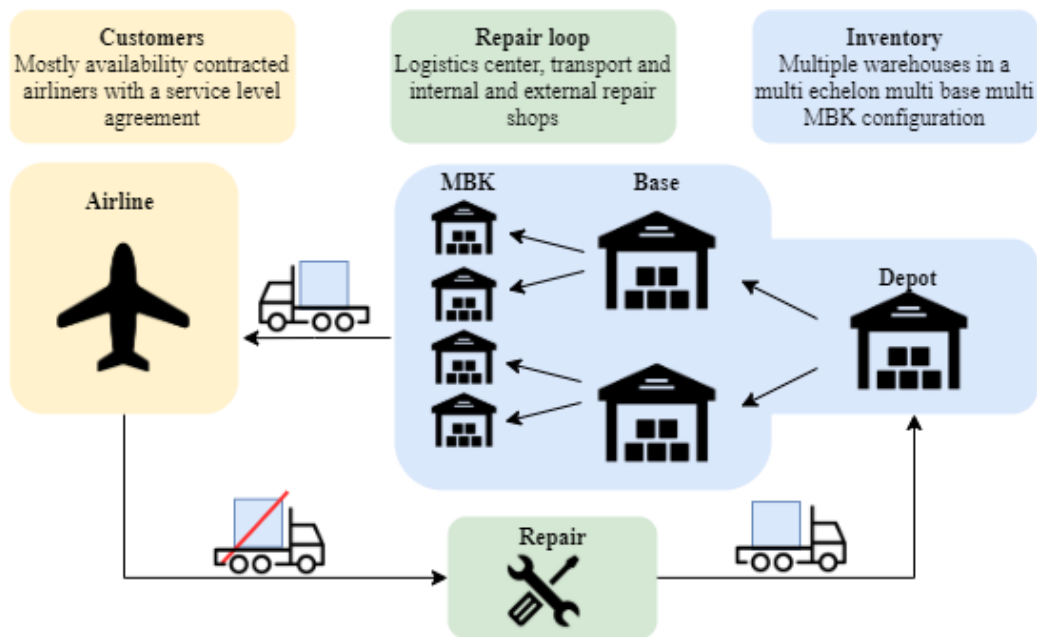 Customers
Mostly availability contracted
airliners with a service level
agreement
Repair loop
Logistics center, transport and
internal and external repair
shops
Inventory
Multiple warehouses in a
multi echelon multi base multi
MBK configuration
Airline
MBK
Base
Depot
Repair